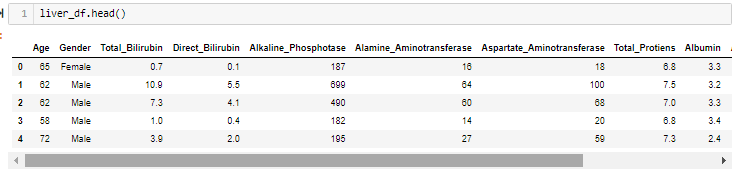 1 liver_df.head()
Age Gender Total_Bilirubin Direct_Bilirubin Alkaline_Phosphotase Alamine_Aminotransferase Aspartate_Aminotransferase Total_Protiens Albumin
0 65 Female 0.7 0.1 187 16 18 6.8 3.3
1 62 Male 10.9 5.5 699 64 100 7.5 3.2
2 62 Male 7.3 4.1 490 60 68 7.0 3.3
3 58 Male 1.0 0.4 182 14 20 6.8 3.4
4 72 Male 3.9 2.0 195 27 59 7.3 2.4